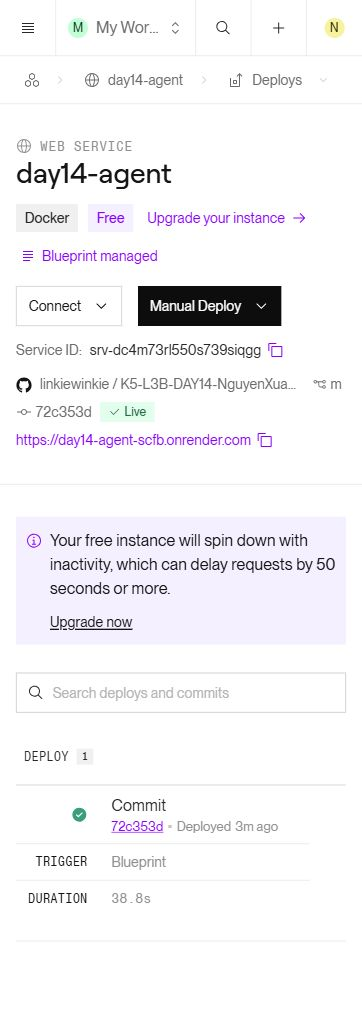 M My Wor... N
day14-agent Deploys
WEB SERVICE
day14-agent
Docker Free Upgrade your instance →
Blueprint managed
Connect Manual Deploy
Service ID: srv-dc4m73rl550s739siqgg
linkiewinkie / K5-L3B-DAY14-NguyenXua... m
72c353d Live
https://day14-agent-scfb.onrender.com
Your free instance will spin down with
inactivity, which can delay requests by 50
seconds or more.
Upgrade now
Search deploys and commits
DEPLOY 1
Commit
72c353d • Deployed 3m ago
TRIGGER Blueprint
DURATION 38.8s